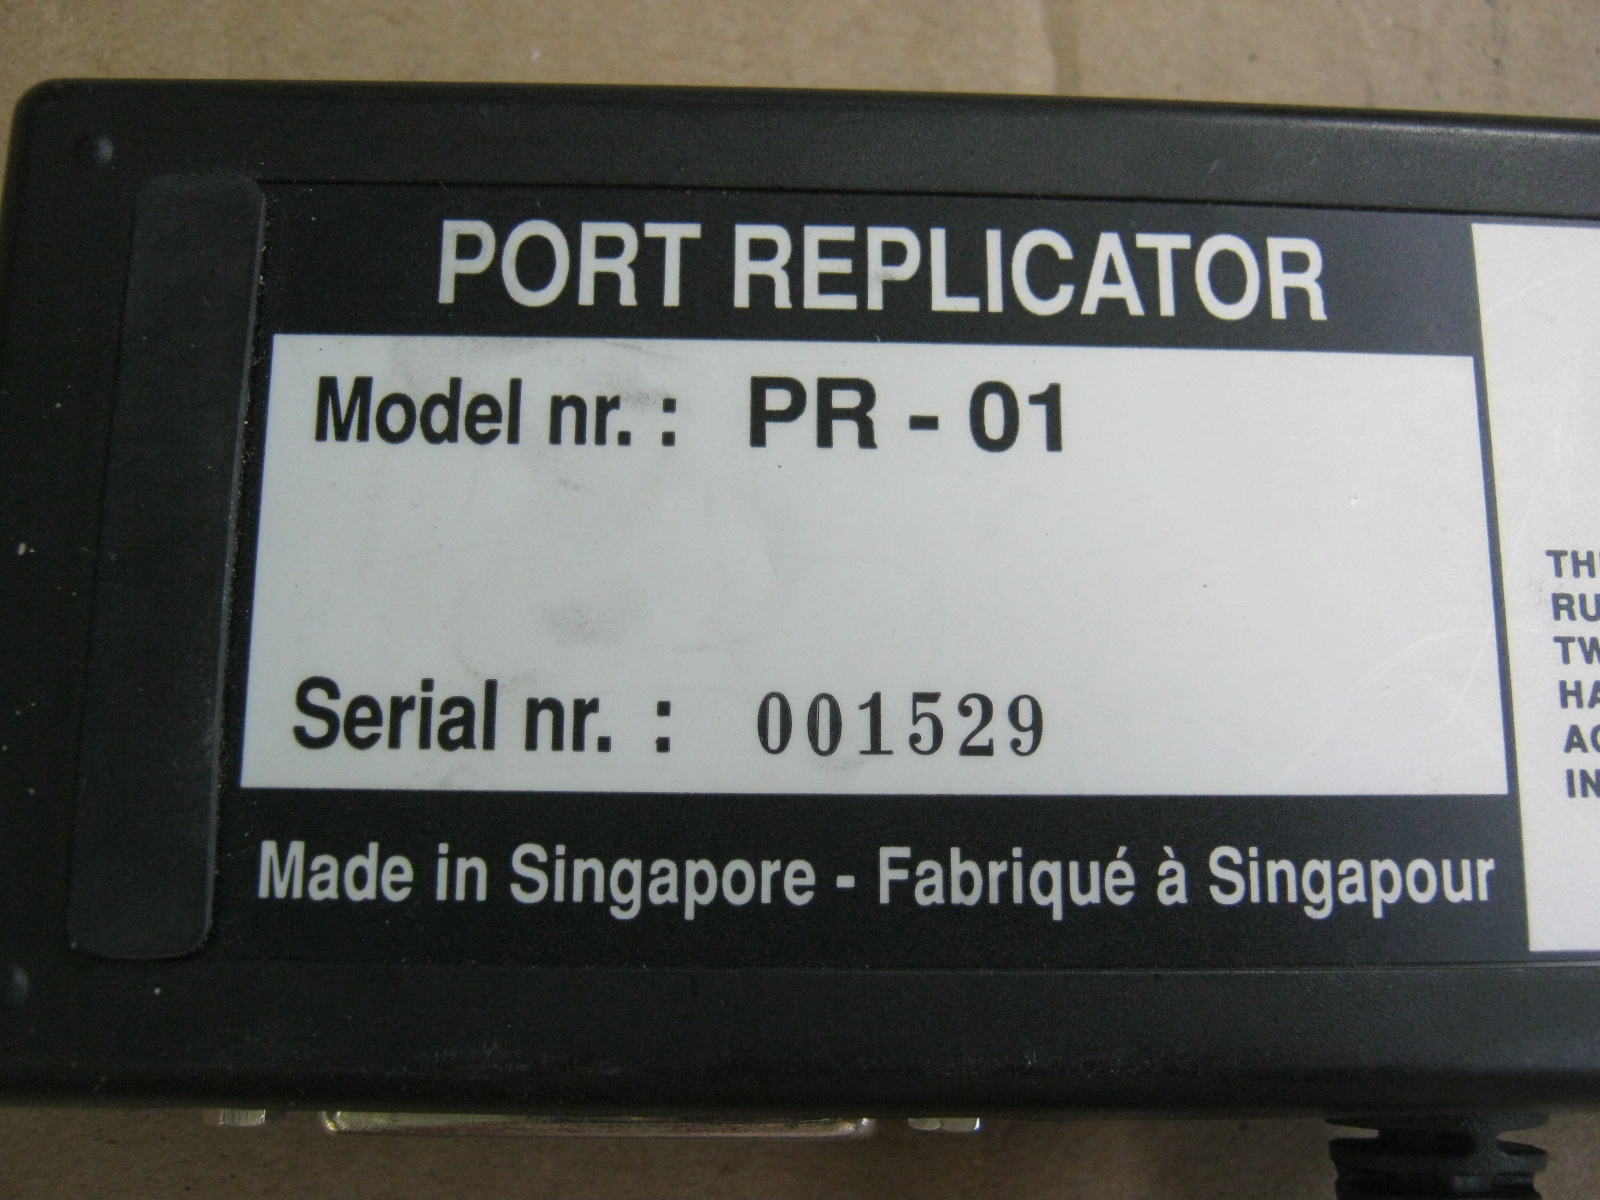 PORT REPLICATOR
Model nr. : PR - 01
Serial nr. : 001529
Made in Singapore - Fabriqué à Singapour